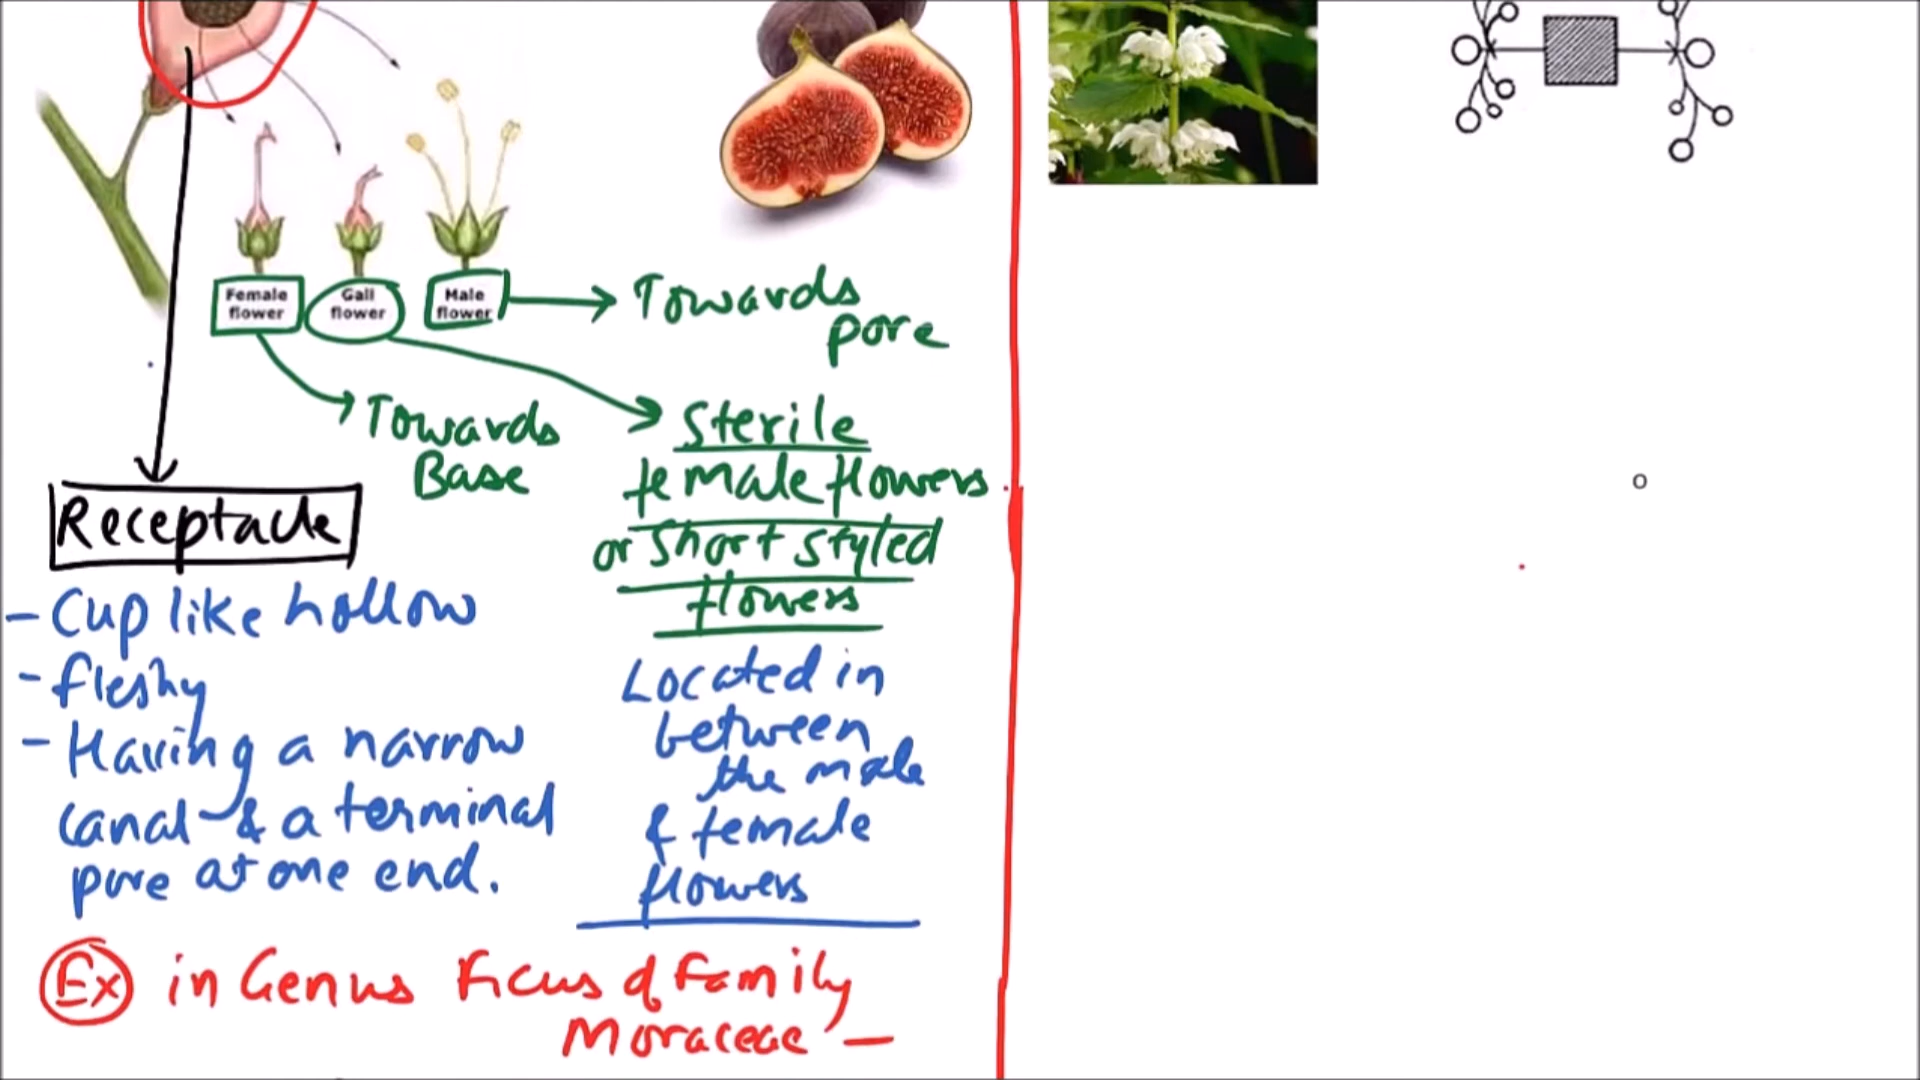 Female
flower
Gall
flower
Male
flower
Towards
pore
Towards
Base
Sterile
female flowers
or short styled
flowers
Located in
between
the male
& female
flowers
Receptacle
- Cup like hollow
- fleshy
- Having a narrow
canal & a terminal
pore at one end.
Ex in Genus Ficus of Family
Moraceae -